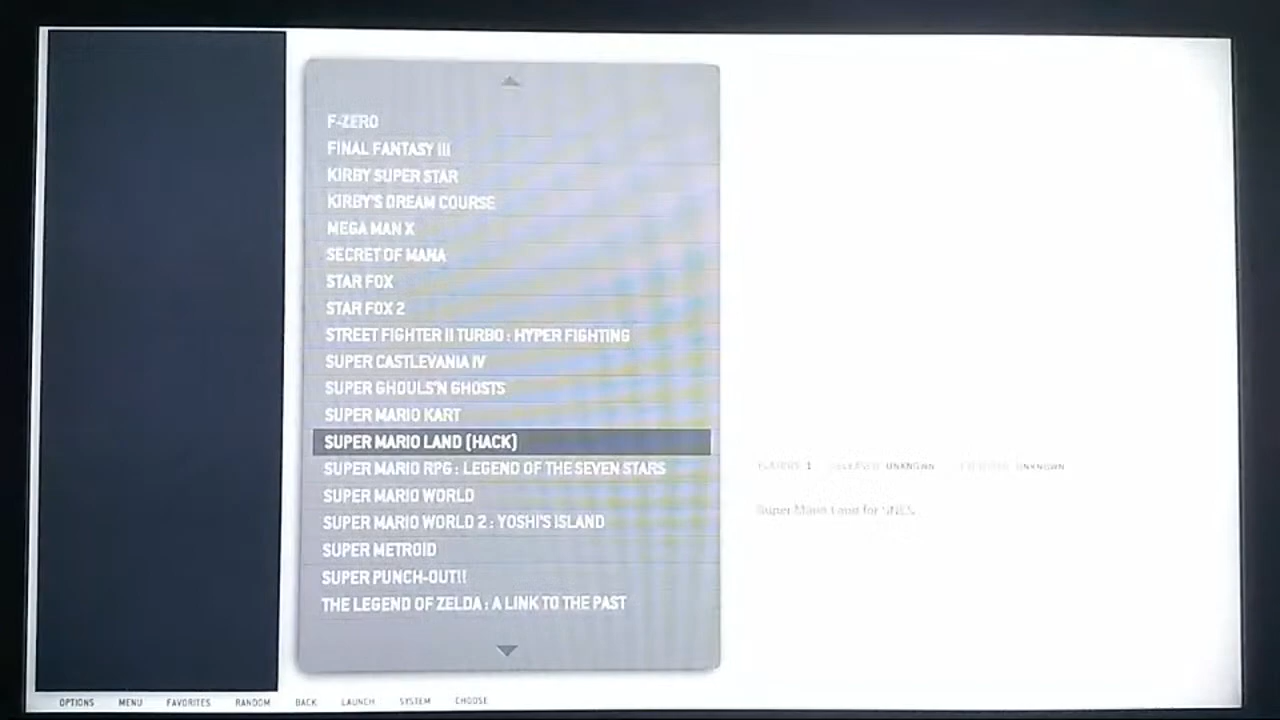 F-ZERO
FINAL FANTASY III
KIRBY SUPER STAR
KIRBY'S DREAM COURSE
MEGA MAN X
SECRET OF MANA
STAR FOX
STAR FOX 2
STREET FIGHTER II TURBO : HYPER FIGHTING
SUPER CASTLEVANIA IV
SUPER GHOULS'N GHOSTS
SUPER MARIO KART
SUPER MARIO LAND (HACK)
SUPER MARIO RPG : LEGEND OF THE SEVEN STARS
SUPER MARIO WORLD
SUPER MARIO WORLD 2 : YOSHI'S ISLAND
SUPER METROID
SUPER PUNCH-OUT!!
THE LEGEND OF ZELDA : A LINK TO THE PAST
PLAYERS 1 RELEASED UNKNOWN UNKNOWN
Super Mario Land for SNES.
OPTIONS MENU FAVORITES RANDOM BACK LAUNCH SYSTEM CHOOSE